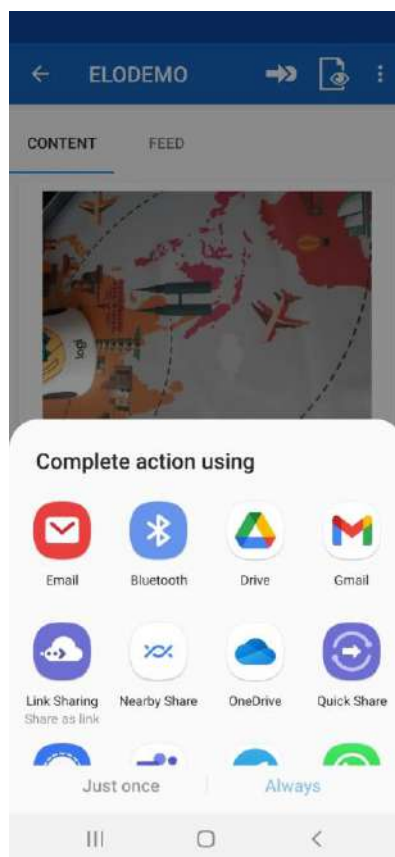 ELODEMO
CONTENT FEED
logi
Complete action using
Email Bluetooth Drive Gmail
Link Sharing Nearby Share OneDrive Quick Share
Share as link
Just once Always